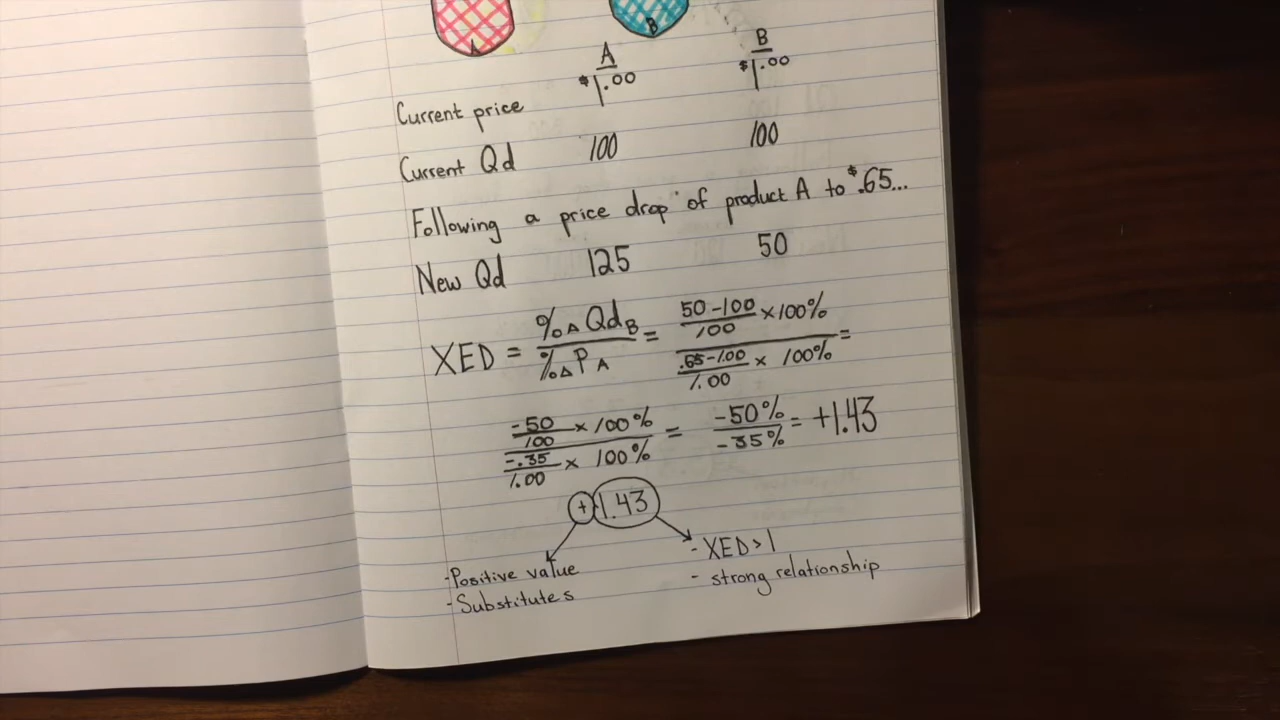 A B
A B
$1.00 $1.00
Current price
Current Qd 100 100
Following a price drop of product A to $.65...
New Qd 125 50
XED = %Δ QdB / %Δ PA = 50-100/100 x 100% / .65-1.00/1.00 x 100% =
-50/100 x 100% / -.35/1.00 x 100% = -50% / -35% = +1.43
+1.43
-Positive value - XED>1
-Substitutes - strong relationship